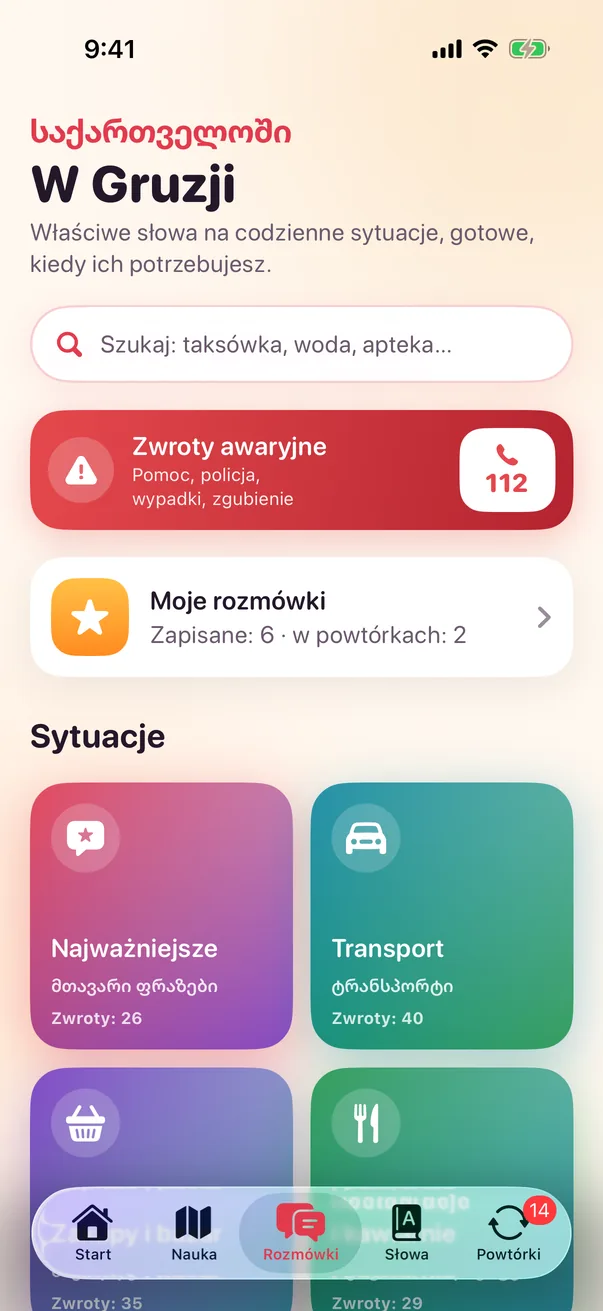 9:41
საქართველოში
W Gruzji
Właściwe słowa na codzienne sytuacje, gotowe,
kiedy ich potrzebujesz.
Szukaj: taksówka, woda, apteka...
Zwroty awaryjne
Pomoc, policja,
wypadki, zgubienie
112
Moje rozmówki
Zapisane: 6 · w powtórkach: 2
Sytuacje
Najważniejsze
მთავარი ფრაზები
Zwroty: 26
Transport
ტრანსპორტი
Zwroty: 40
Start
Nauka
Rozmówki
Słowa
Powtórki
14
Zwroty: 35
Zwroty: 29